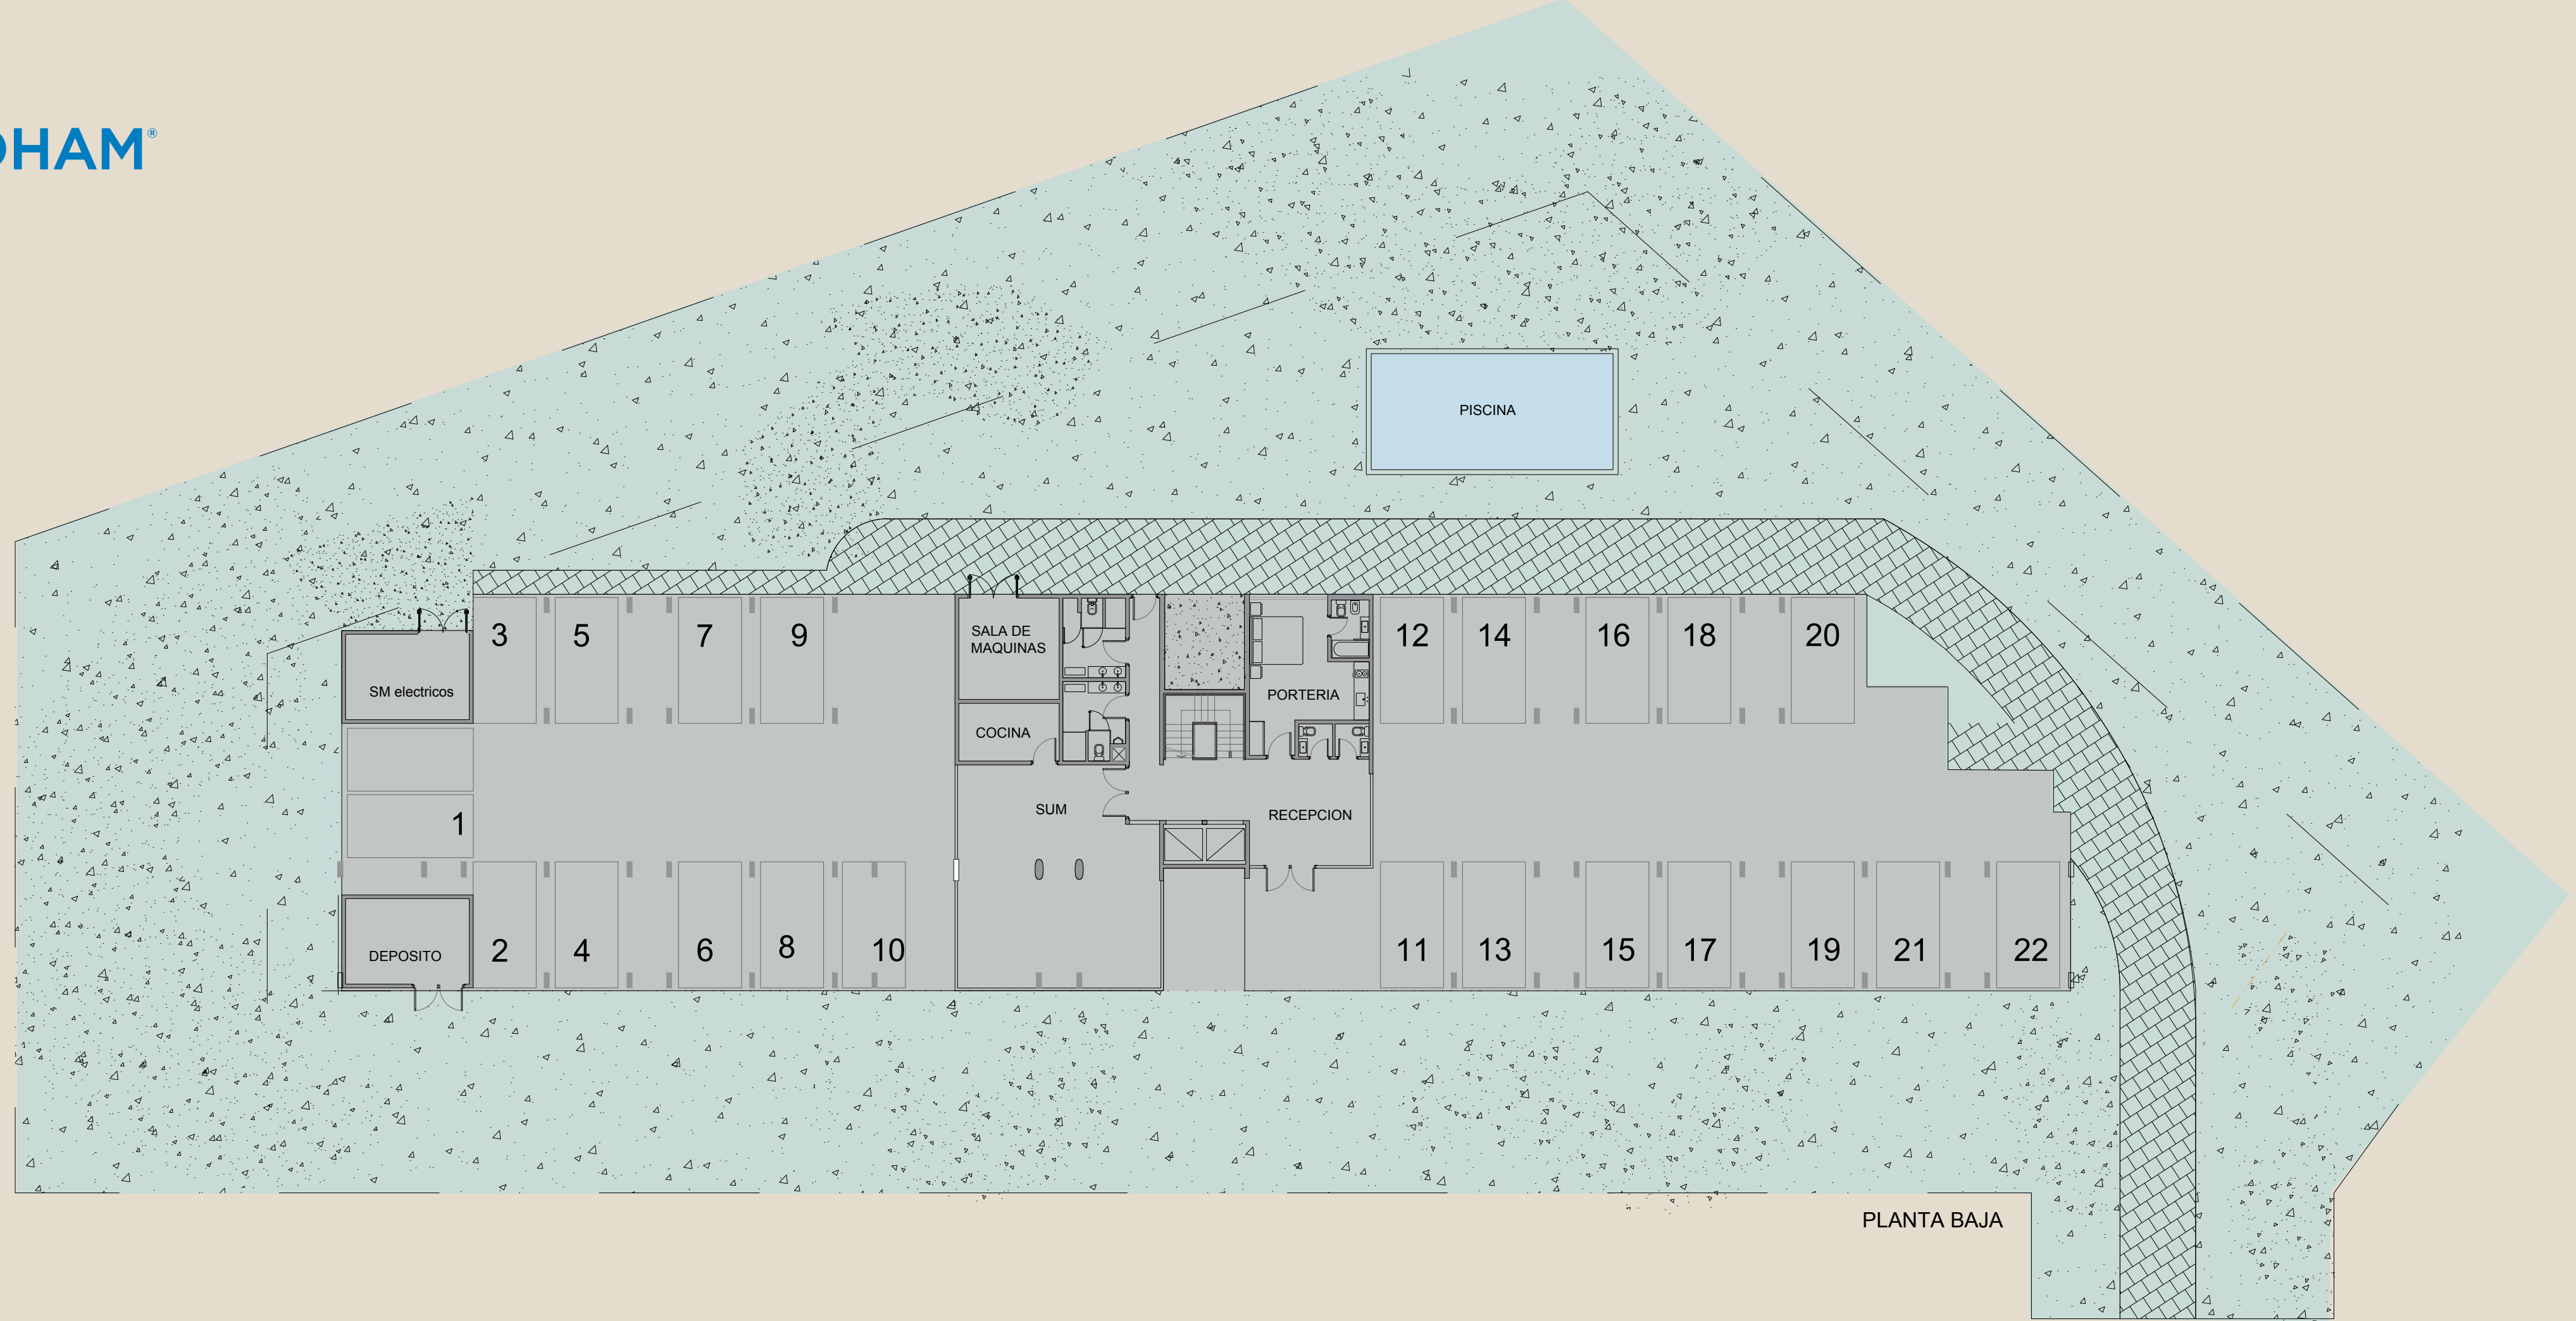 DHAM®
PISCINA
3 5 7 9 12 14 16 18 20
SALA DE
MAQUINAS
SM electricos
PORTERIA
COCINA
SUM
RECEPCION
1
DEPOSITO
2 4 6 8 10 11 13 15 17 19 21 22
PLANTA BAJA